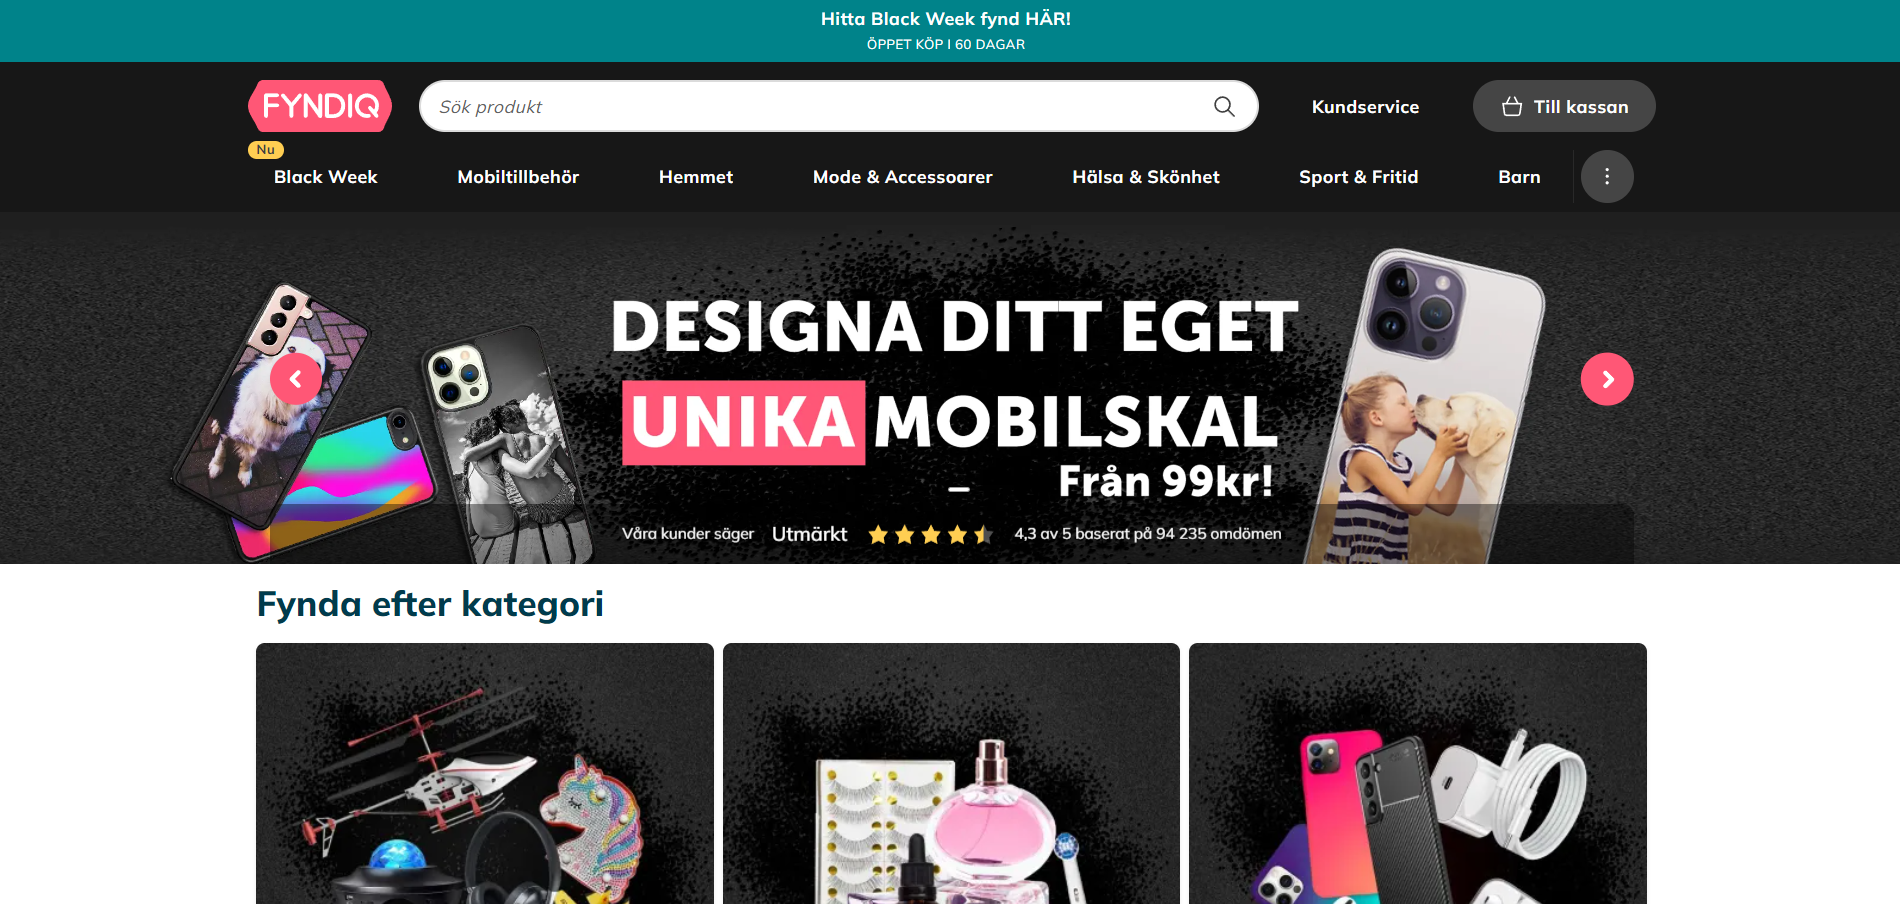 Hitta Black Week fynd HÄR!
ÖPPET KÖP I 60 DAGAR
FYNDIQ
Sök produkt
Kundservice
Till kassan
Nu
Black Week
Mobiltillbehör
Hemmet
Mode & Accessoarer
Hälsa & Skönhet
Sport & Fritid
Barn
DESIGNA DITT EGET
UNIKA MOBILSKAL
Från 99kr!
Våra kunder säger Utmärkt 4,3 av 5 baserat på 94 235 omdömen
Fynda efter kategori